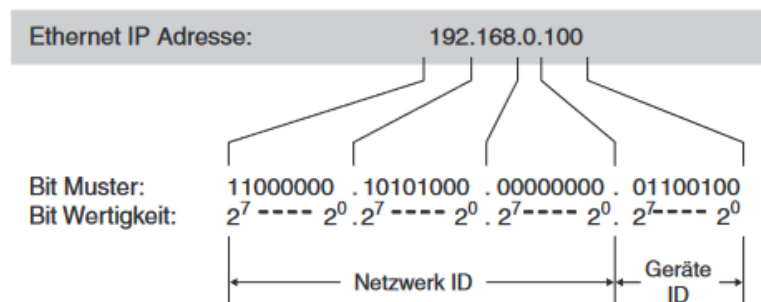 Ethernet IP Adresse: 192.168.0.100
Bit Muster: 11000000 .10101000 .00000000 . 01100100
Bit Wertigkeit: 2⁷ ---- 2⁰.2⁷ ---- 2⁰ . 2⁷---- 2⁰. 2⁷---- 2⁰
Netzwerk ID
Geräte
ID